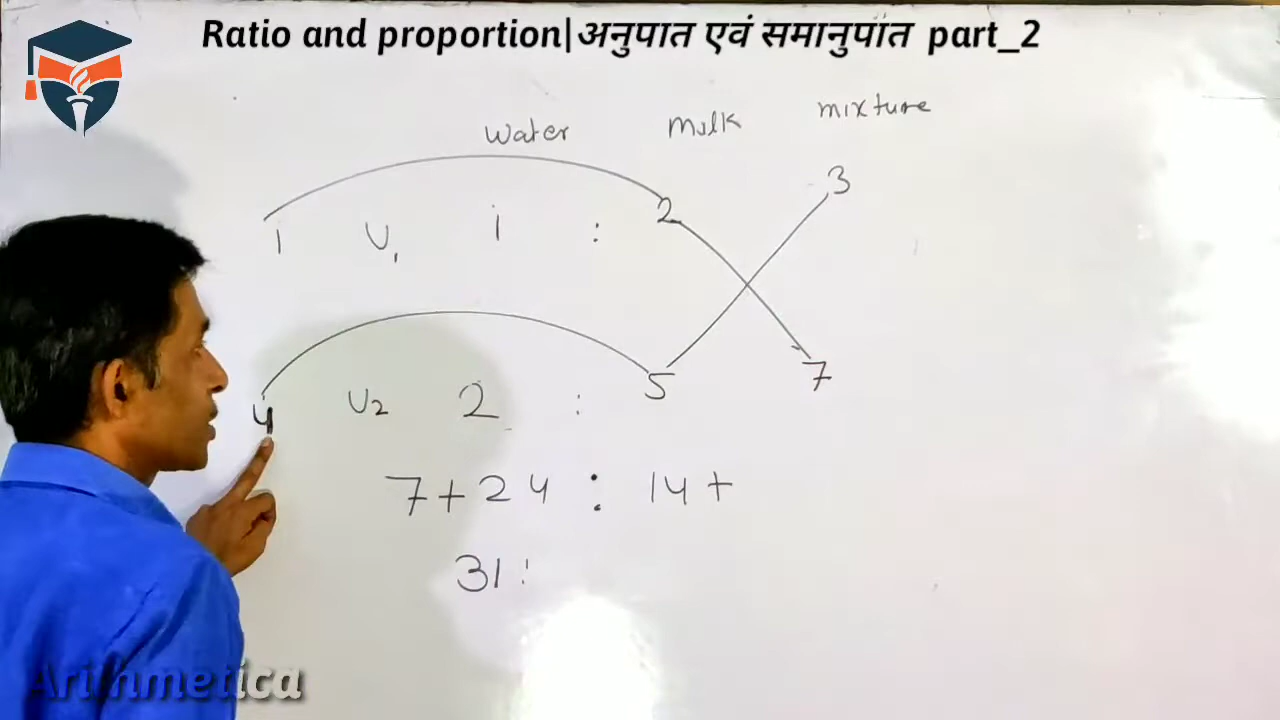 Ratio and proportion|अनुपात एवं समानुपात part_2
water milk mixture
3
1 V₁ 1 : 2
7
4 V₂ 2 : 5
7+24 : 14+
31:
Arithmetica